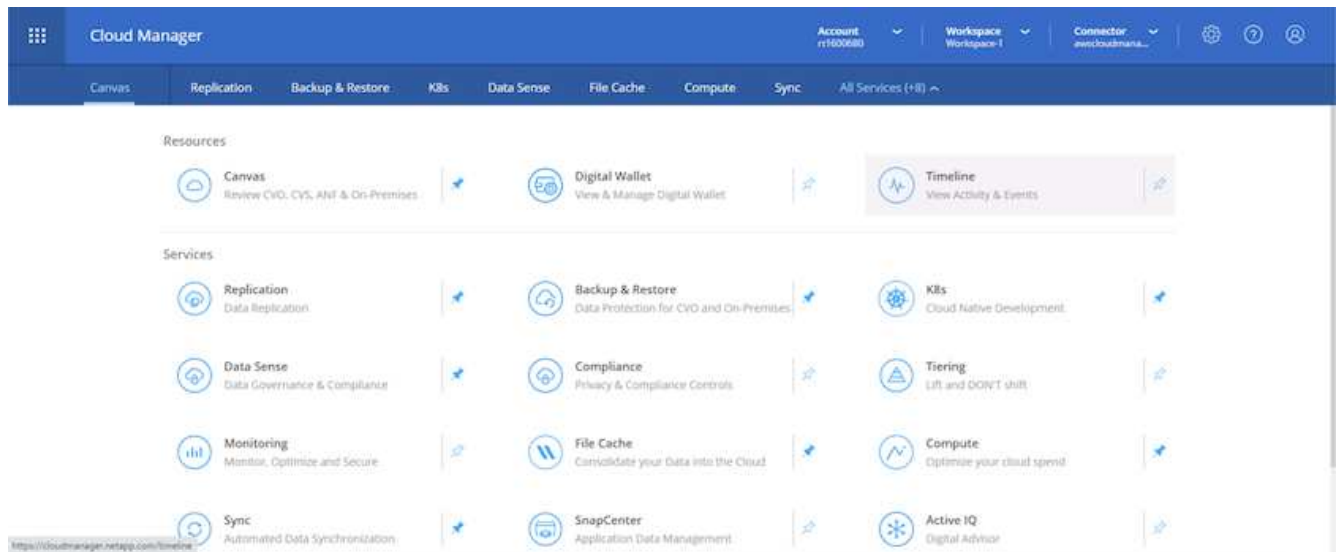 Cloud Manager
Account
rt1600680
Workspace
Workspace-1
Connector
awscloudmana...
Canvas
Replication
Backup & Restore
K8s
Data Sense
File Cache
Compute
Sync
All Services (+8)
Resources
Canvas
Review CVO, CVS, ANF & On-Premises
Digital Wallet
View & Manage Digital Wallet
Timeline
View Activity & Events
Services
Replication
Data Replication
Backup & Restore
Data Protection for CVO and On-Premises
K8s
Cloud Native Development
Data Sense
Data Governance & Compliance
Compliance
Privacy & Compliance Controls
Tiering
Lift and DON'T shift
Monitoring
Monitor, Optimize and Secure
File Cache
Consolidate your Data into the Cloud
Compute
Optimize your cloud spend
Sync
Automated Data Synchronization
SnapCenter
Application Data Management
Active IQ
Digital Advisor
https://cloudmanager.netapp.com/timeline